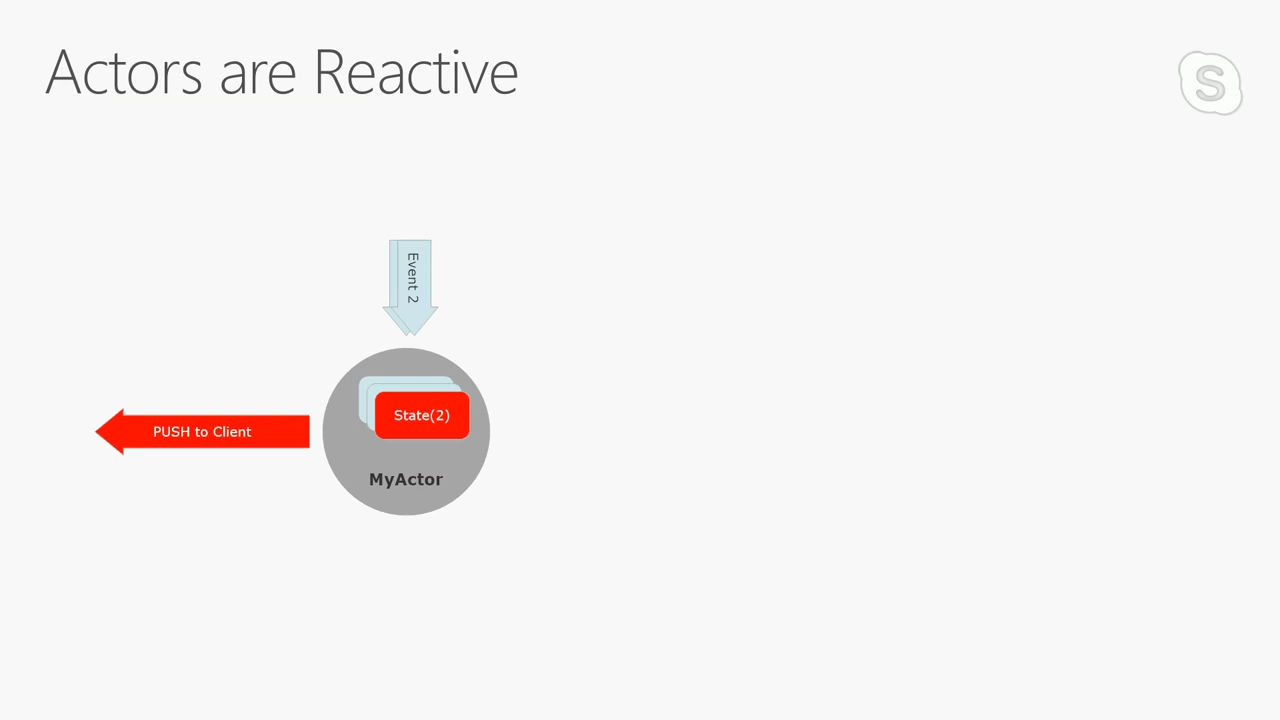 Actors are Reactive
S
Event 2
State(2)
PUSH to Client
MyActor